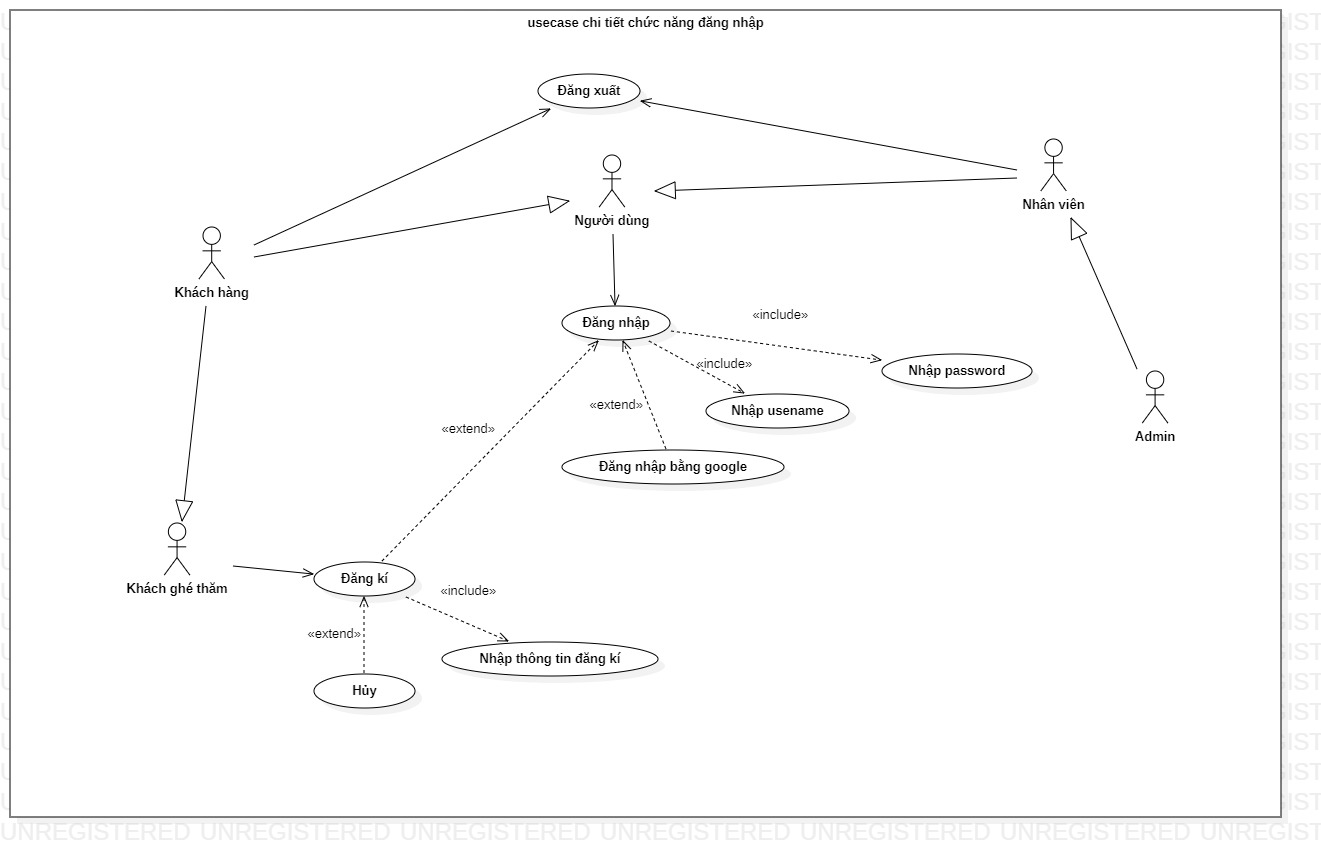 usecase chi tiết chức năng đăng nhập
Đăng xuất
Người dùng
Nhân viên
Khách hàng
Đăng nhập
«include»
«include»
Nhập password
«extend»
Nhập usename
«extend»
Admin
Đăng nhập bằng google
Khách ghé thăm
Đăng kí
«include»
«extend»
Nhập thông tin đăng kí
Hủy
UNREGISTERED UNREGISTERED UNREGISTERED UNREGISTERED UNREGISTERED UNREGISTERED UNREGIST